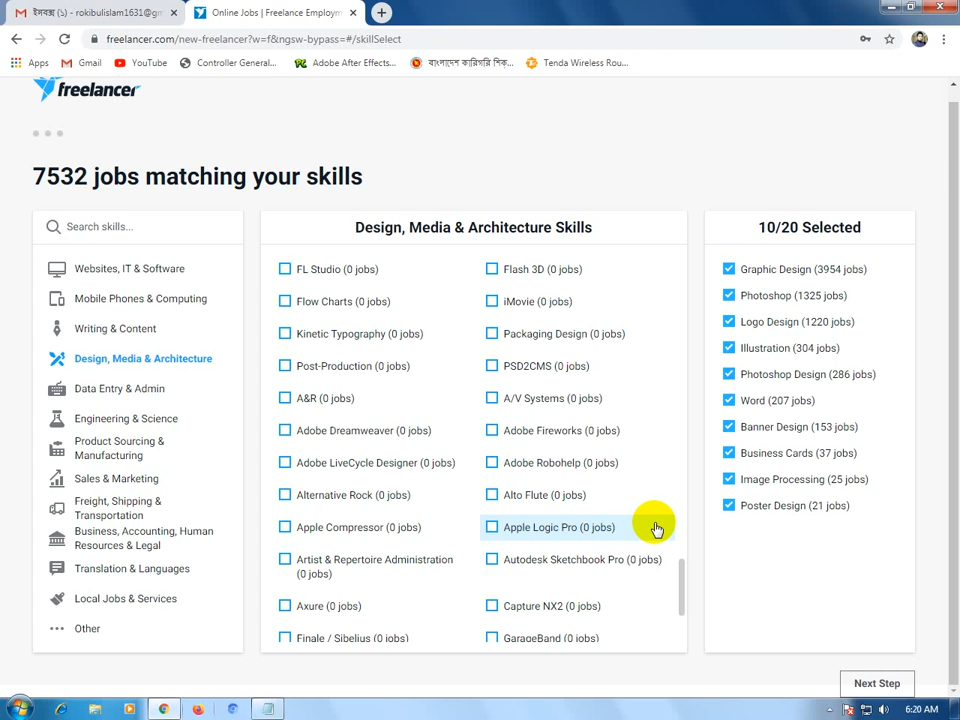 ইনবক্স (১) - rokibulislam1631@gm
Online Jobs | Freelance Employm
freelancer.com/new-freelancer?w=f&ngsw-bypass=#/skillSelect
Apps
Gmail
YouTube
Controller General...
Adobe After Effects...
বাংলাদেশ কারিগরি শিক...
Tenda Wireless Rou...
freelancer
7532 jobs matching your skills
Search skills...
Websites, IT & Software
Mobile Phones & Computing
Writing & Content
Design, Media & Architecture
Data Entry & Admin
Engineering & Science
Product Sourcing &
Manufacturing
Sales & Marketing
Freight, Shipping &
Transportation
Business, Accounting, Human
Resources & Legal
Translation & Languages
Local Jobs & Services
Other
Design, Media & Architecture Skills
FL Studio (0 jobs)
Flash 3D (0 jobs)
Flow Charts (0 jobs)
iMovie (0 jobs)
Kinetic Typography (0 jobs)
Packaging Design (0 jobs)
Post-Production (0 jobs)
PSD2CMS (0 jobs)
A&R (0 jobs)
A/V Systems (0 jobs)
Adobe Dreamweaver (0 jobs)
Adobe Fireworks (0 jobs)
Adobe LiveCycle Designer (0 jobs)
Adobe Robohelp (0 jobs)
Alternative Rock (0 jobs)
Alto Flute (0 jobs)
Apple Compressor (0 jobs)
Apple Logic Pro (0 jobs)
Artist & Repertoire Administration
(0 jobs)
Autodesk Sketchbook Pro (0 jobs)
Axure (0 jobs)
Capture NX2 (0 jobs)
Finale / Sibelius (0 jobs)
GarageBand (0 jobs)
10/20 Selected
Graphic Design (3954 jobs)
Photoshop (1325 jobs)
Logo Design (1220 jobs)
Illustration (304 jobs)
Photoshop Design (286 jobs)
Word (207 jobs)
Banner Design (153 jobs)
Business Cards (37 jobs)
Image Processing (25 jobs)
Poster Design (21 jobs)
Next Step
6:20 AM